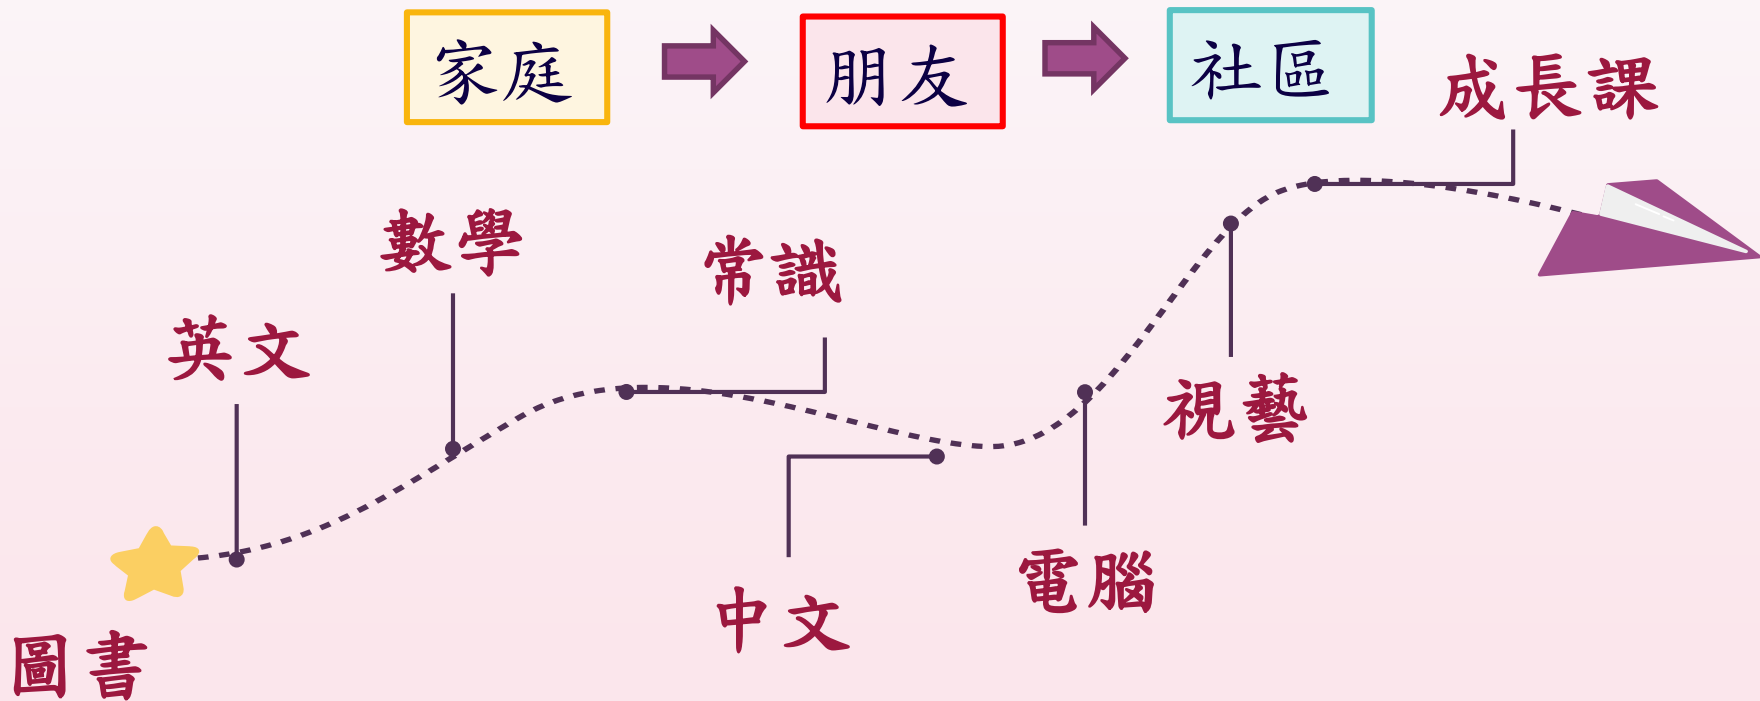 家庭
朋友
社區
成長課
數學
常識
英文
視藝
電腦
中文
圖書